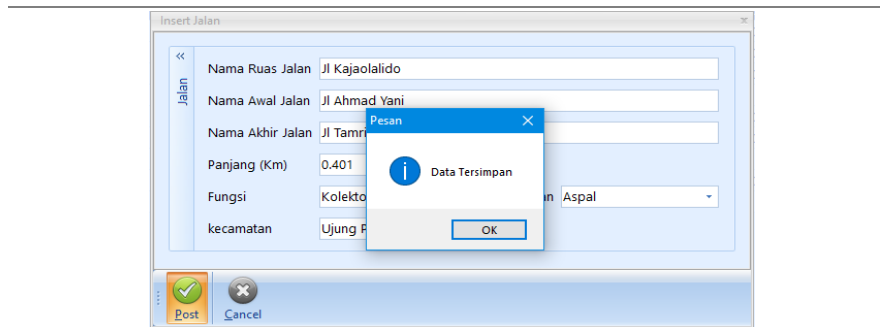 Insert Jalan
Jalan
Nama Ruas Jalan Jl Kajaolalido
Nama Awal Jalan Jl Ahmad Yani
Nama Akhir Jalan Jl Tamri
Pesan
Panjang (Km) 0.401
Data Tersimpan
Fungsi Kolekto n Aspal
kecamatan Ujung P
OK
Post Cancel